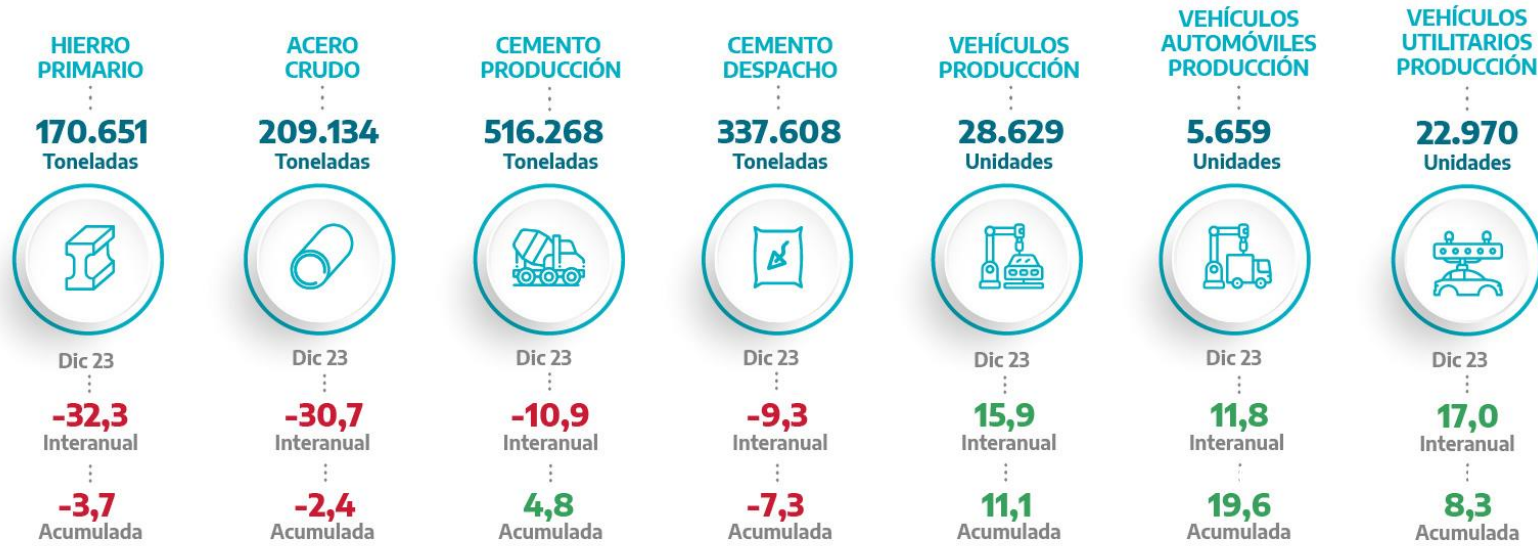 HIERRO
PRIMARIO
170.651
Toneladas
Dic 23
-32,3
Interanual
-3,7
Acumulada
ACERO
CRUDO
209.134
Toneladas
Dic 23
-30,7
Interanual
-2,4
Acumulada
CEMENTO
PRODUCCIÓN
516.268
Toneladas
Dic 23
-10,9
Interanual
4,8
Acumulada
CEMENTO
DESPACHO
337.608
Toneladas
Dic 23
-9,3
Interanual
-7,3
Acumulada
VEHÍCULOS
PRODUCCIÓN
28.629
Unidades
Dic 23
15,9
Interanual
11,1
Acumulada
VEHÍCULOS
AUTOMÓVILES
PRODUCCIÓN
5.659
Unidades
Dic 23
11,8
Interanual
19,6
Acumulada
VEHÍCULOS
UTILITARIOS
PRODUCCIÓN
22.970
Unidades
Dic 23
17,0
Interanual
8,3
Acumulada